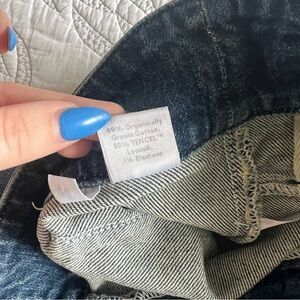 69% Organically
Grown Cotton,
30% TENCEL™
Lyocell,
1% Elastane